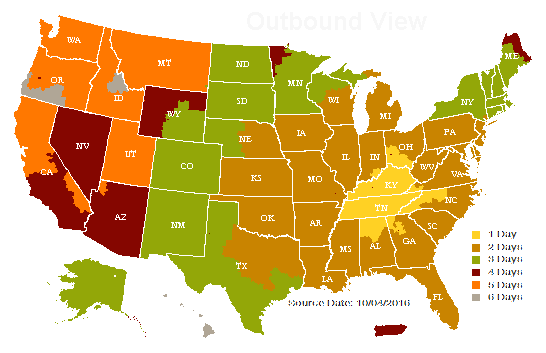 Outbound View
WA
MT
ND
MN
ME
OR
ID
SD
WI
NY
WY
MI
NV
NE
IA
PA
UT
IL
IN
OH
CA
CO
KS
MO
WV
VA
KY
NC
TN
AZ
NM
OK
AR
SC
MS
AL
GA
TX
LA
FL
1 Day
2 Days
3 Days
4 Days
5 Days
6 Days
Source Date: 10/04/2016